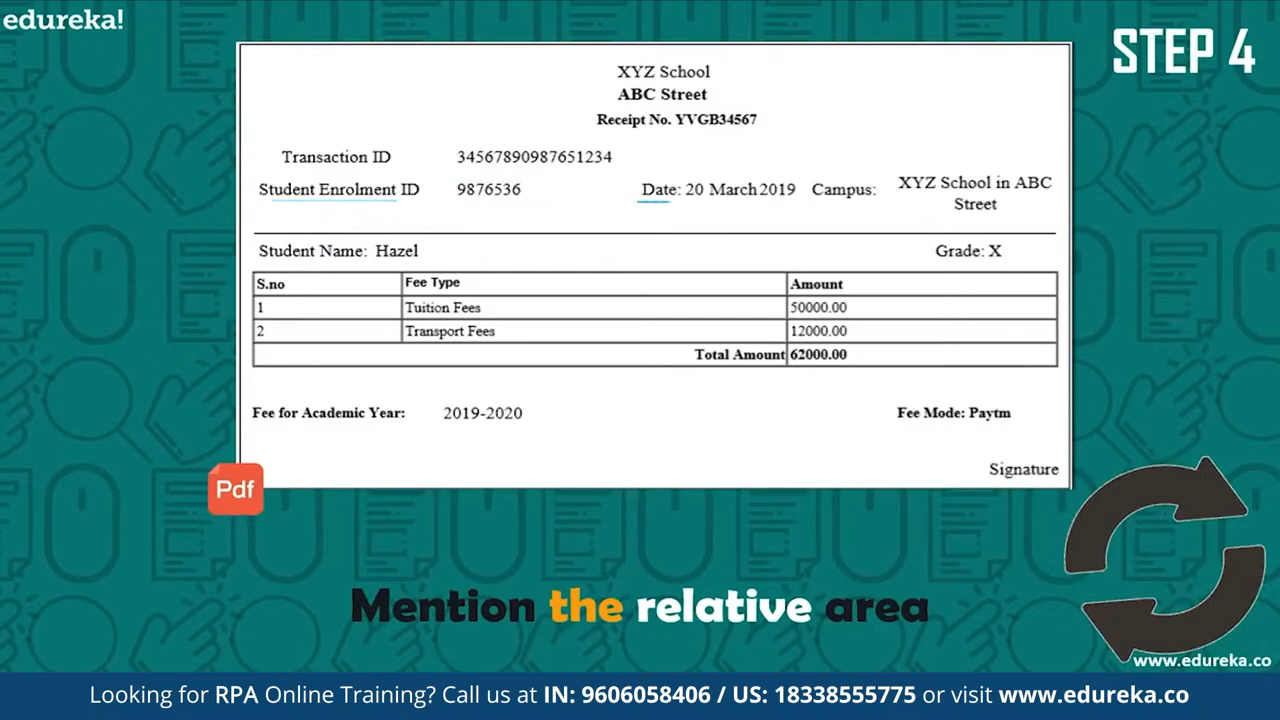 edureka!
STEP 4
XYZ School
ABC Street
Receipt No. YVGB34567
Transaction ID 34567890987651234
Student Enrolment ID 9876536 Date: 20 March 2019 Campus: XYZ School in ABC
Street
Student Name: Hazel Grade: X
S.no Fee Type Amount
1 Tuition Fees 50000.00
2 Transport Fees 12000.00
Total Amount 62000.00
Fee for Academic Year: 2019-2020 Fee Mode: Paytm
Signature
Pdf
Mention the relative area
www.edureka.co
Looking for RPA Online Training? Call us at IN: 9606058406 / US: 18338555775 or visit www.edureka.co